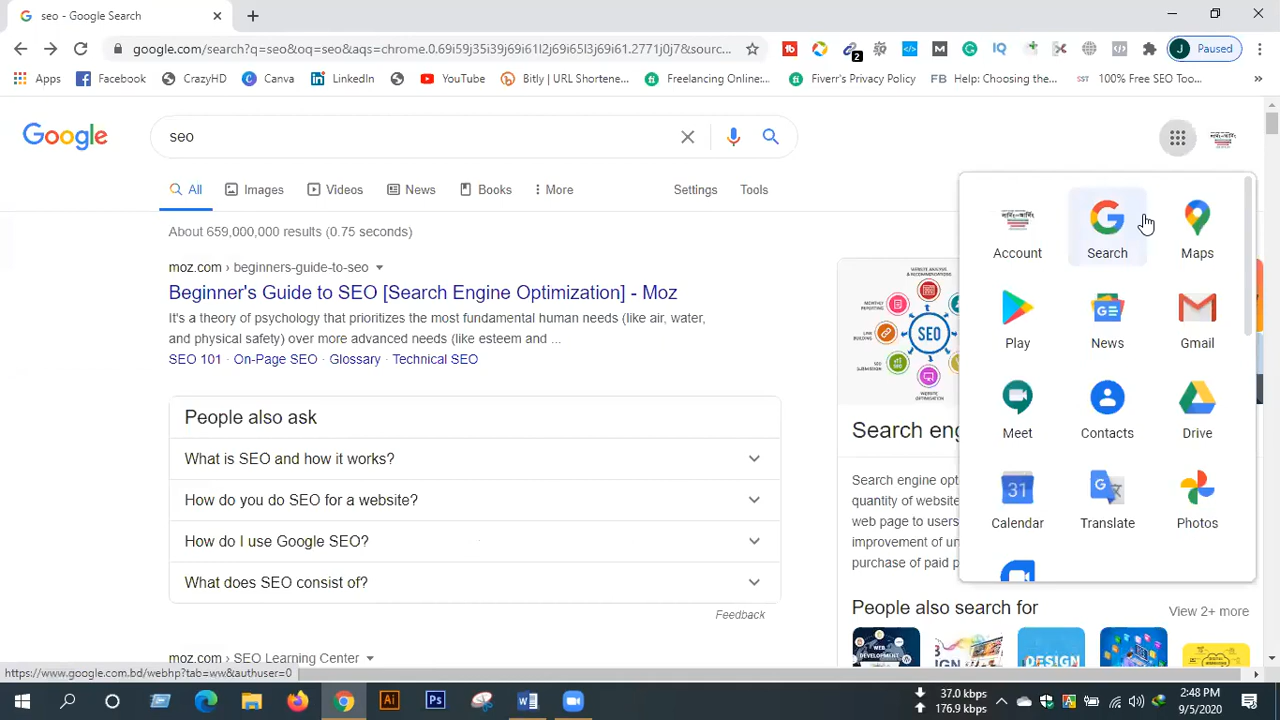 seo - Google Search
google.com/search?q=seo&oq=seo&aqs=chrome.0.69i59j35i39j69i61l2j69i65l3j69i61.2771j0j7&sourc...
2
J Paused
Apps Facebook CrazyHD Canva LinkedIn YouTube Bitly | URL Shortene... Freelancing Online:... Fiverr's Privacy Policy FB Help: Choosing the... SST 100% Free SEO Too... »
Google
seo
All Images Videos News Books More Settings Tools
About 659,000,000 results (0.75 seconds)
moz.com › beginners-guide-to-seo
Beginner's Guide to SEO [Search Engine Optimization] - Moz
It's a theory of psychology that prioritizes the most fundamental human needs (like air, water,
and physical safety) over more advanced needs (like esteem and ...
SEO 101 · On-Page SEO · Glossary · Technical SEO
People also ask
What is SEO and how it works?
How do you do SEO for a website?
How do I use Google SEO?
What does SEO consist of?
Feedback
moz.com › SEO Learning Center
https://www.google.com.bd/webhp?tab=ww&authuser=0
SEO
Search eng
Search engine opt
quantity of website
web page to users
improvement of un
purchase of paid p
People also search for
View 2+ more
DESIGN
Account Search Maps
Play News Gmail
Meet Contacts Drive
31
Calendar Translate Photos
37.0 kbps
176.9 kbps
2:48 PM
9/5/2020